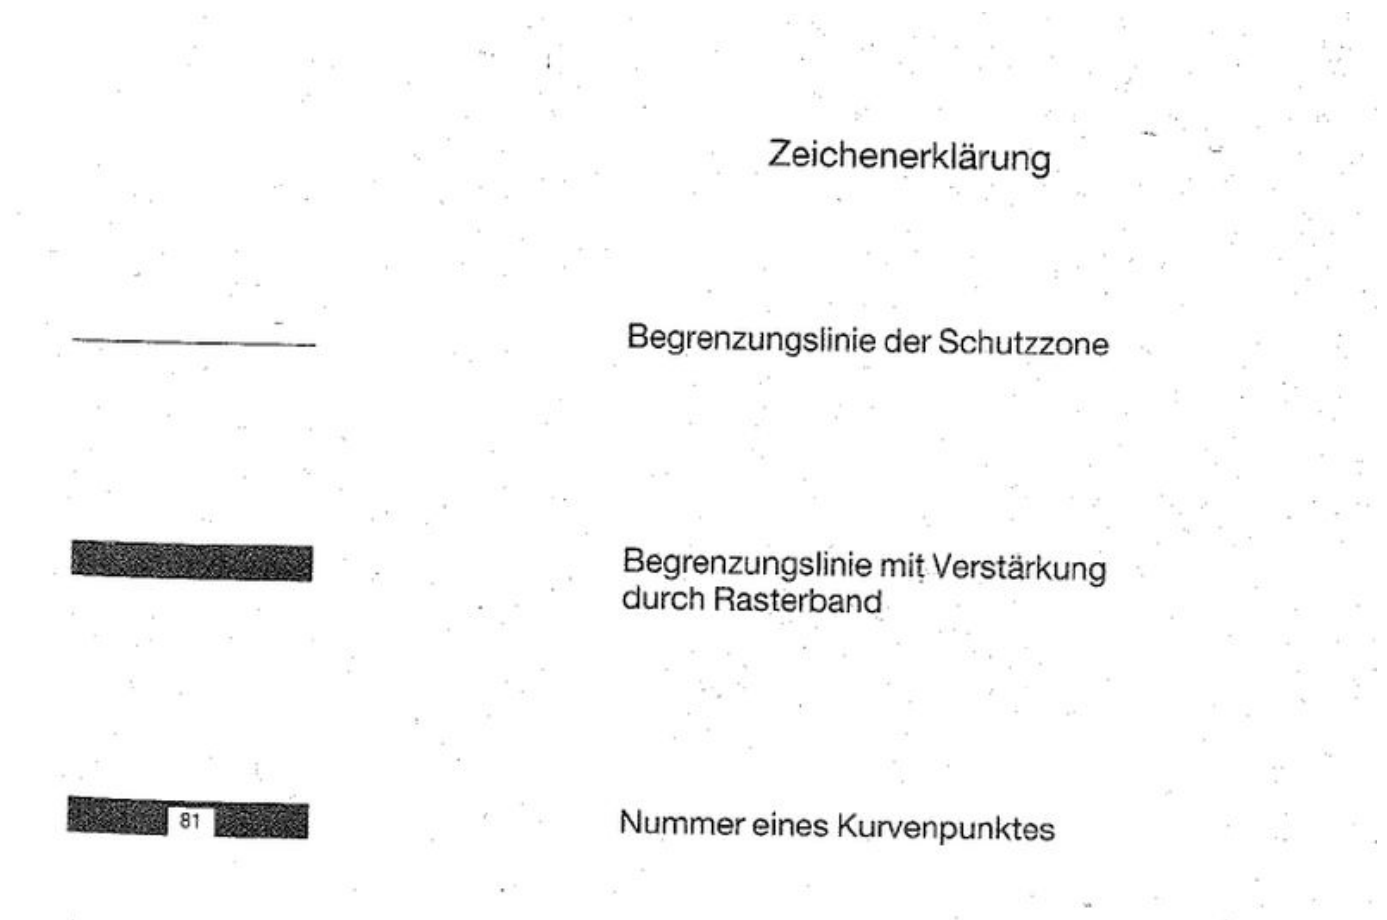 Zeichenerklärung
Begrenzungslinie der Schutzzone
Begrenzungslinie mit Verstärkung
durch Rasterband
81
Nummer eines Kurvenpunktes